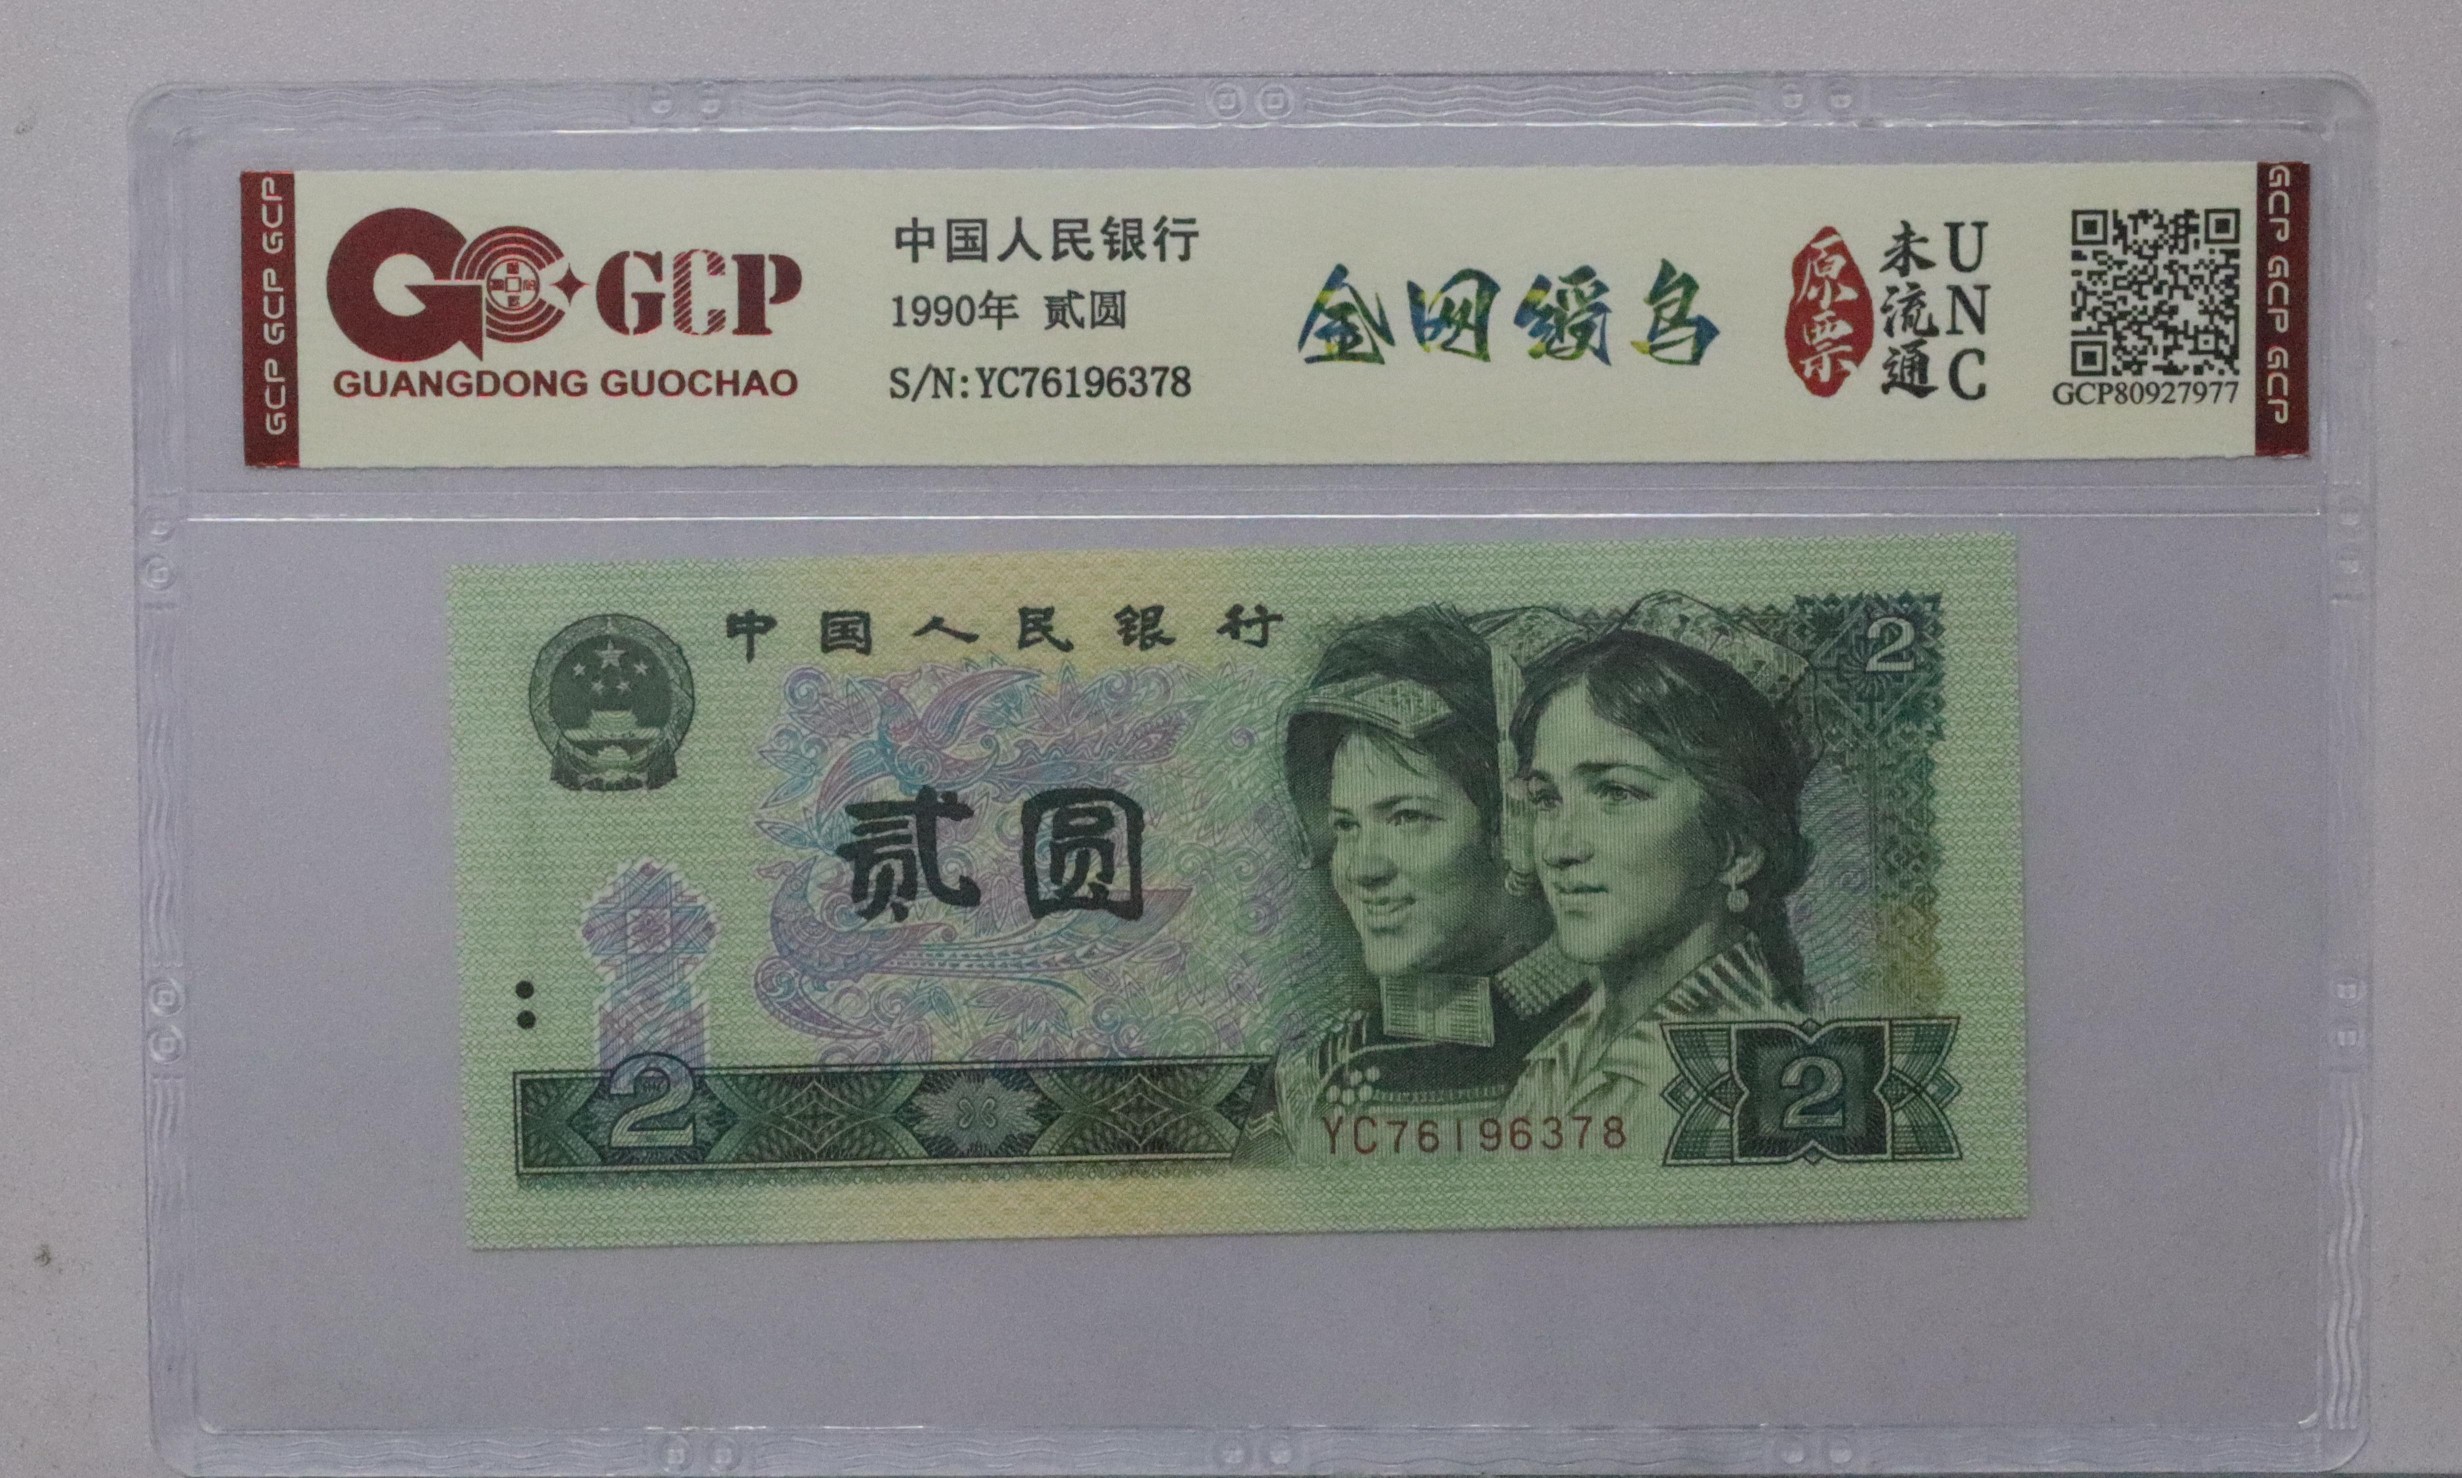 GCP GCP GCP
GCP
GUANGDONG GUOCHAO
中国人民银行
1990年 贰圆
S/N:YC76196378
全网绶鸟
原票
未流通
UNC
GCP80927977
GCP GCP GCP
中国人民银行
2
贰圆
2
YC76196378
2